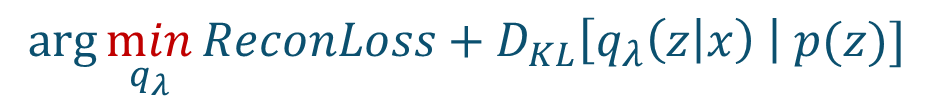 arg min ReconLoss + D_KL[q_λ(z|x) | p(z)]
q_λ